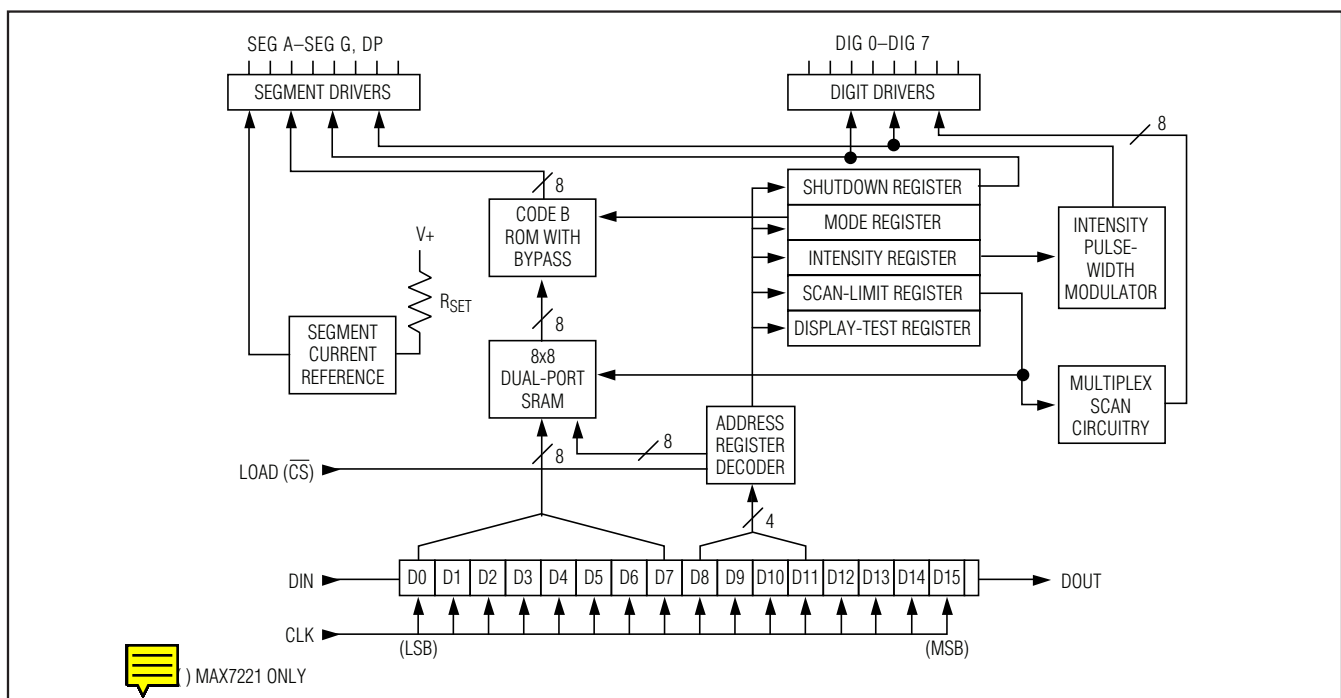 SEG A–SEG G, DP
DIG 0–DIG 7
SEGMENT DRIVERS
DIGIT DRIVERS
8
8
SHUTDOWN REGISTER
MODE REGISTER
INTENSITY REGISTER
SCAN-LIMIT REGISTER
DISPLAY-TEST REGISTER
CODE B
ROM WITH
BYPASS
INTENSITY
PULSE-
WIDTH
MODULATOR
V+
RSET
8
SEGMENT
CURRENT
REFERENCE
8x8
DUAL-PORT
SRAM
MULTIPLEX
SCAN
CIRCUITRY
ADDRESS
REGISTER
DECODER
8
8
LOAD (C̅S̅)
4
DIN
D0 D1 D2 D3 D4 D5 D6 D7 D8 D9 D10 D11 D12 D13 D14 D15
DOUT
CLK
(LSB)
(MSB)
) MAX7221 ONLY